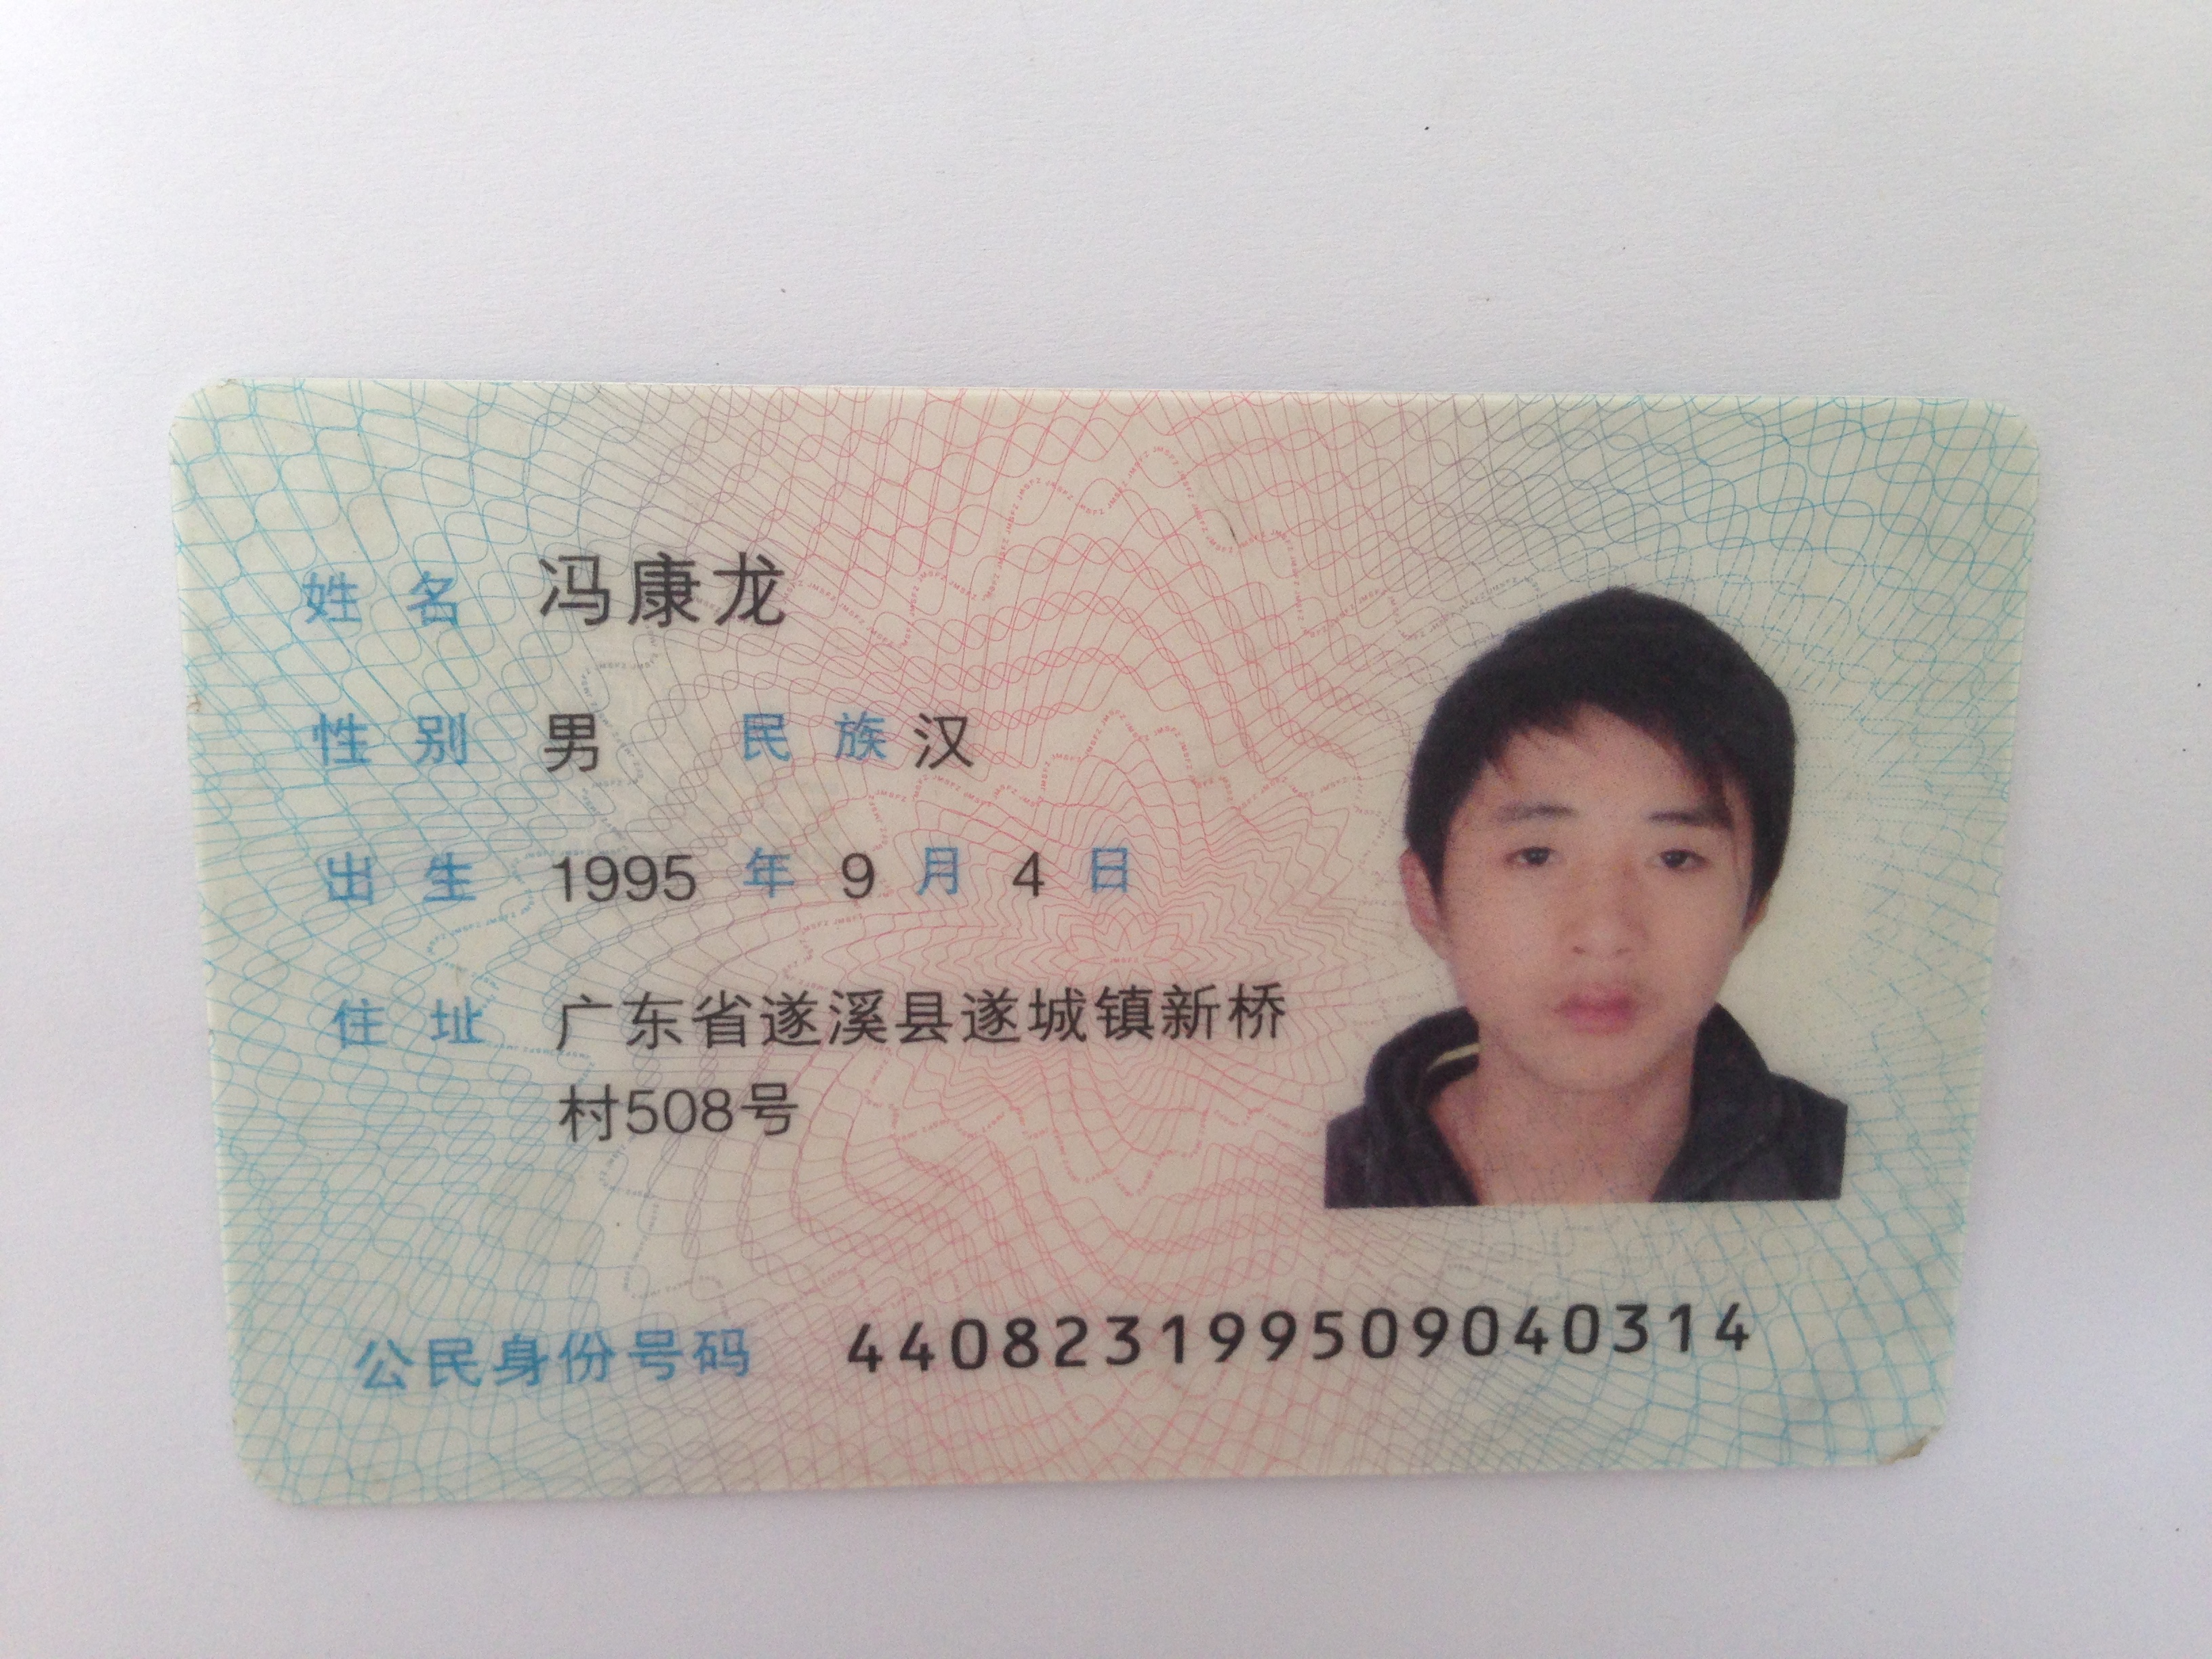 姓名 冯康龙
性别 男 民族 汉
出生 1995 年 9 月 4 日
住址 广东省遂溪县遂城镇新桥
村508号
公民身份号码 440823199509040314